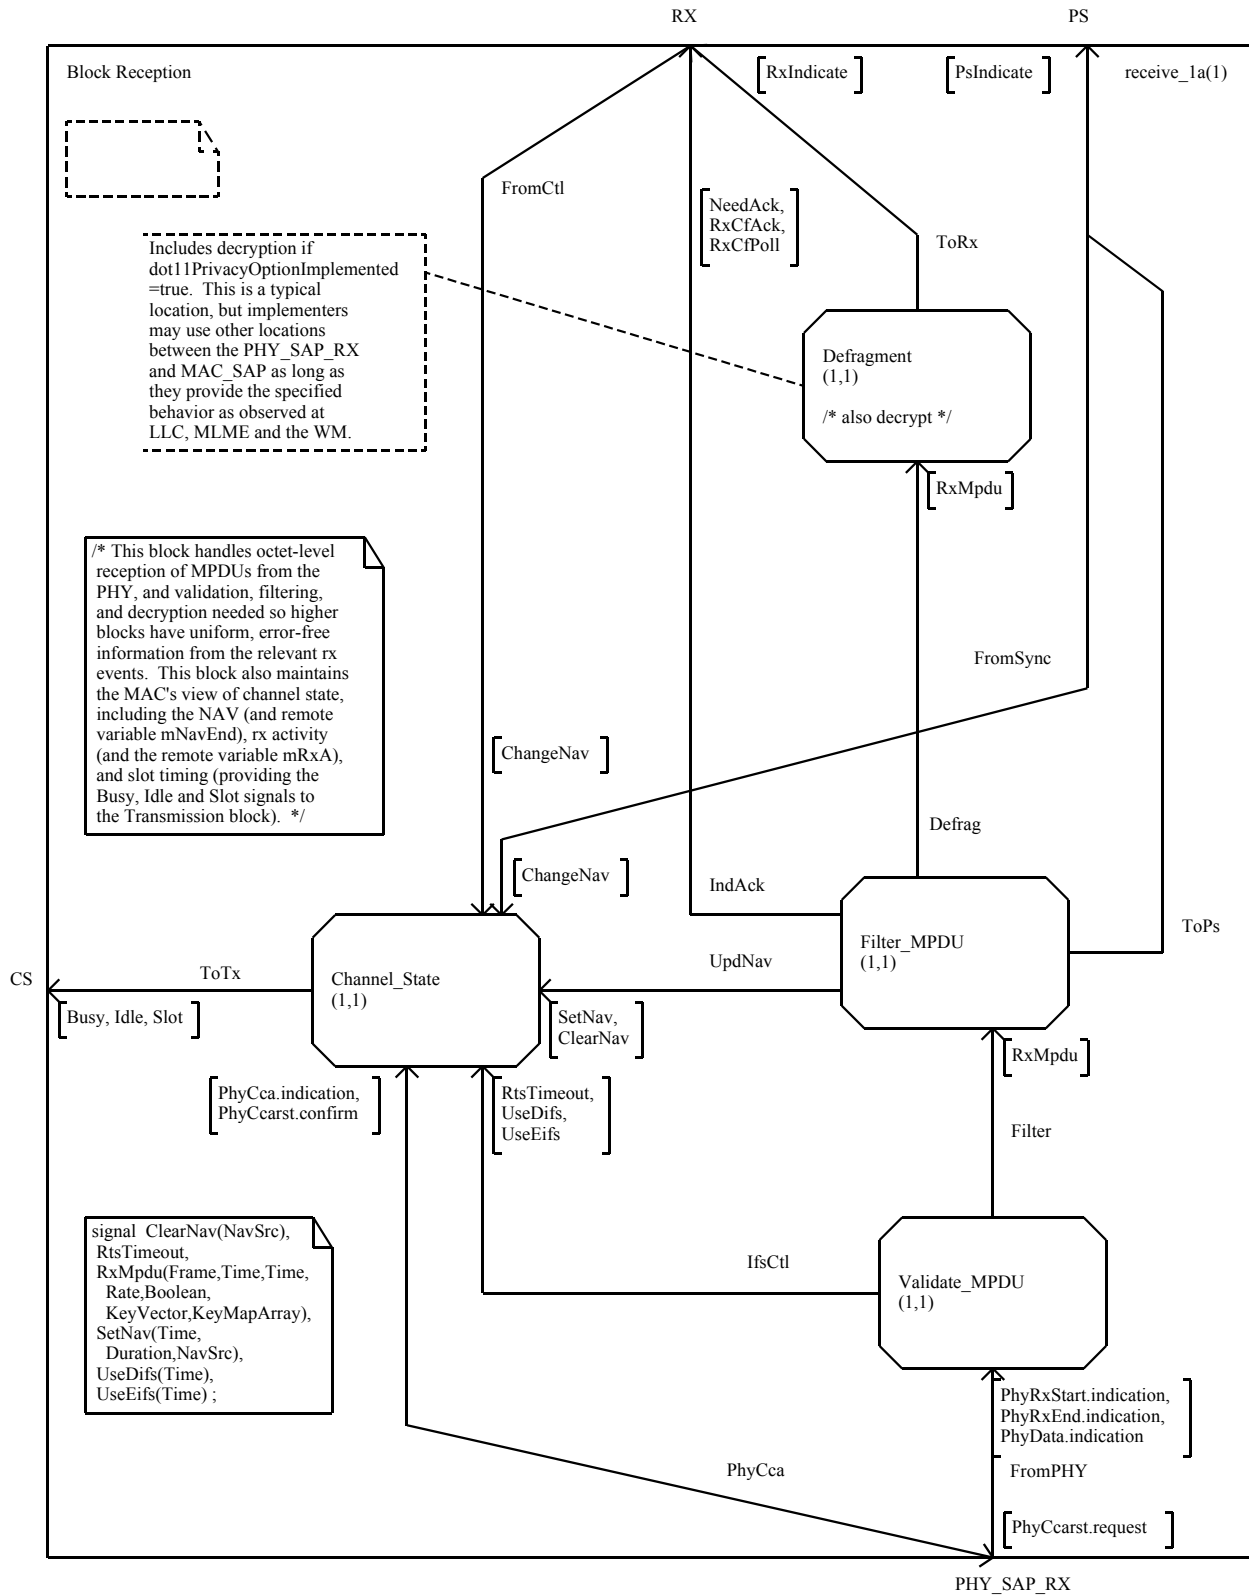 RX
PS
Block Reception
RxIndicate
PsIndicate
receive_1a(1)
FromCtl
NeedAck,
RxCfAck,
RxCfPoll
ToRx
Includes decryption if
dot11PrivacyOptionImplemented
=true. This is a typical
location, but implementers
may use other locations
between the PHY_SAP_RX
and MAC_SAP as long as
they provide the specified
behavior as observed at
LLC, MLME and the WM.
Defragment
(1,1)
/* also decrypt */
RxMpdu
/* This block handles octet-level
reception of MPDUs from the
PHY, and validation, filtering,
and decryption needed so higher
blocks have uniform, error-free
information from the relevant rx
events. This block also maintains
the MAC's view of channel state,
including the NAV (and remote
variable mNavEnd), rx activity
(and the remote variable mRxA),
and slot timing (providing the
Busy, Idle and Slot signals to
the Transmission block). */
FromSync
ChangeNav
Defrag
ChangeNav
IndAck
Filter_MPDU
(1,1)
ToPs
CS
ToTx
Channel_State
(1,1)
UpdNav
Busy, Idle, Slot
SetNav,
ClearNav
RxMpdu
PhyCca.indication,
PhyCcarst.confirm
RtsTimeout,
UseDifs,
UseEifs
Filter
signal ClearNav(NavSrc),
RtsTimeout,
RxMpdu(Frame,Time,Time,
Rate,Boolean,
KeyVector,KeyMapArray),
SetNav(Time,
Duration,NavSrc),
UseDifs(Time),
UseEifs(Time) ;
IfsCtl
Validate_MPDU
(1,1)
PhyRxStart.indication,
PhyRxEnd.indication,
PhyData.indication
PhyCca
FromPHY
PhyCcarst.request
PHY_SAP_RX